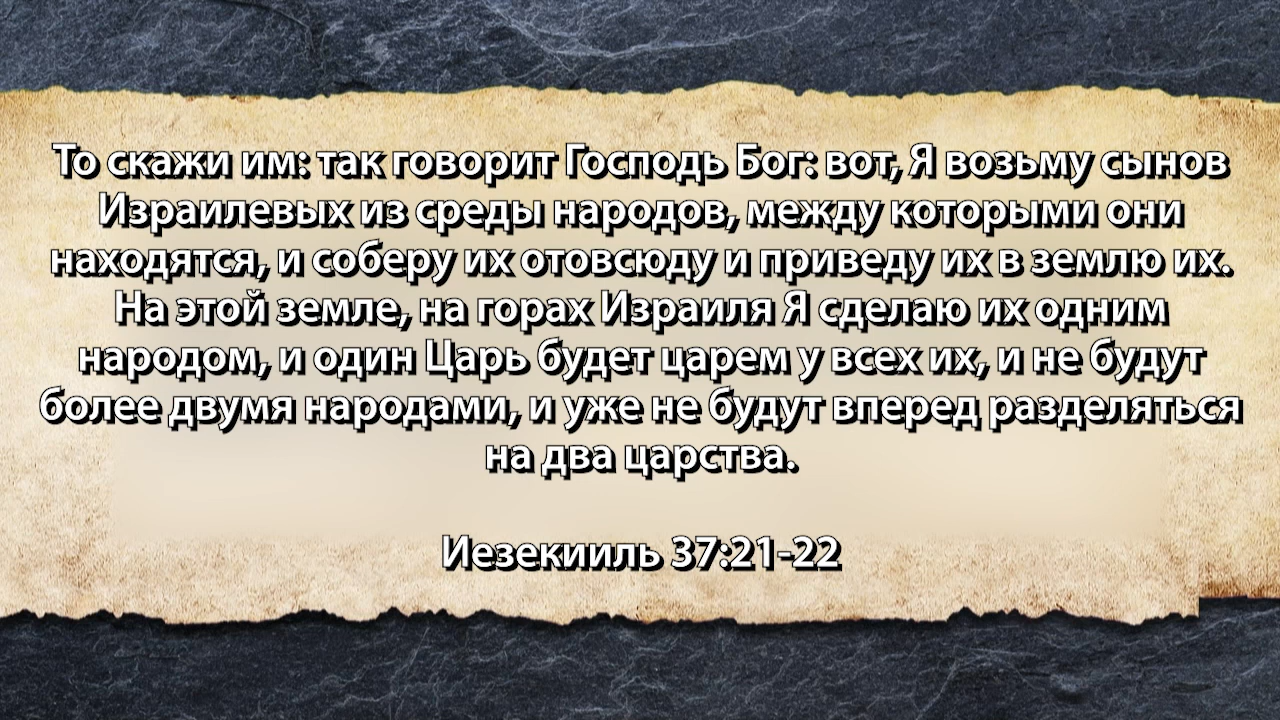 То скажи им: так говорит Господь Бог: вот, Я возьму сынов
Израилевых из среды народов, между которыми они
находятся, и соберу их отовсюду и приведу их в землю их.
На этой земле, на горах Израиля Я сделаю их одним
народом, и один Царь будет царем у всех их, и не будут
более двумя народами, и уже не будут вперед разделяться
на два царства.
Иезекииль 37:21-22